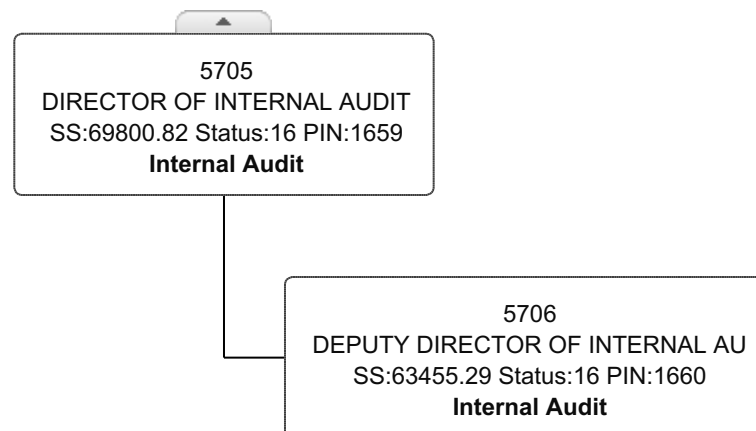 5705
DIRECTOR OF INTERNAL AUDIT
SS:69800.82 Status:16 PIN:1659
Internal Audit
5706
DEPUTY DIRECTOR OF INTERNAL AU
SS:63455.29 Status:16 PIN:1660
Internal Audit